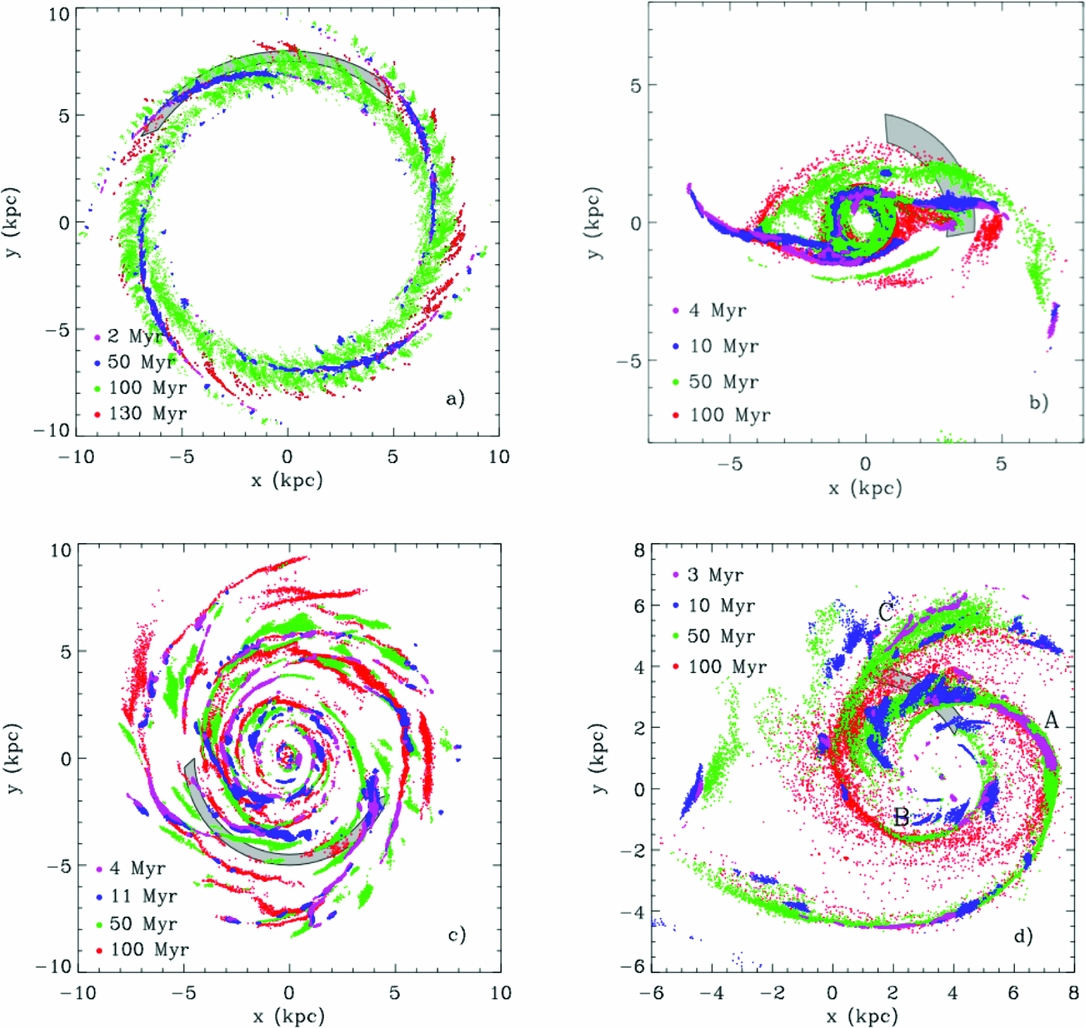 10
5
0
−5
−10
y (kpc)
2 Myr
50 Myr
100 Myr
130 Myr
a)
−10 −5 0 5 10
x (kpc)
5
0
−5
y (kpc)
4 Myr
10 Myr
50 Myr
100 Myr
b)
−5 0 5
x (kpc)
10
5
0
−5
−10
y (kpc)
4 Myr
11 Myr
50 Myr
100 Myr
c)
−10 −5 0 5 10
x (kpc)
8
6
4
2
0
−2
−4
−6
y (kpc)
3 Myr
10 Myr
50 Myr
100 Myr
C
A
B
d)
−6 −4 −2 0 2 4 6 8
x (kpc)